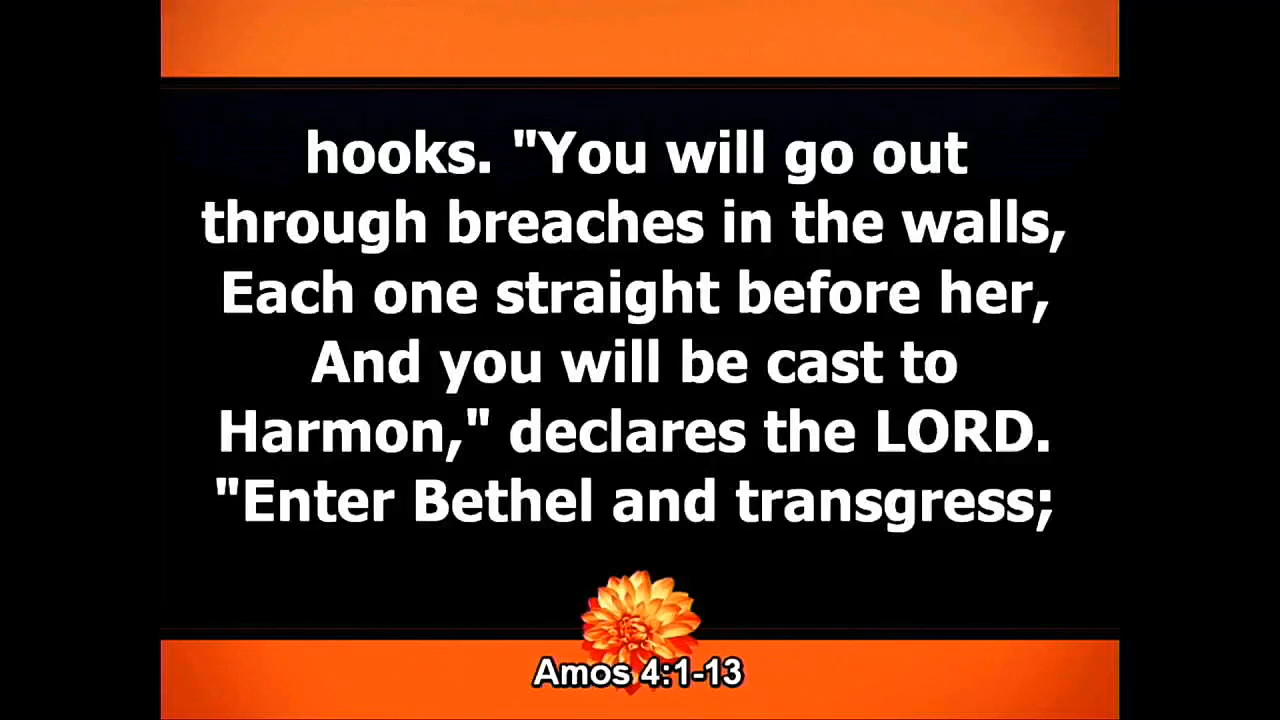 hooks. "You will go out
through breaches in the walls,
Each one straight before her,
And you will be cast to
Harmon," declares the LORD.
"Enter Bethel and transgress;
Amos 4:1-13